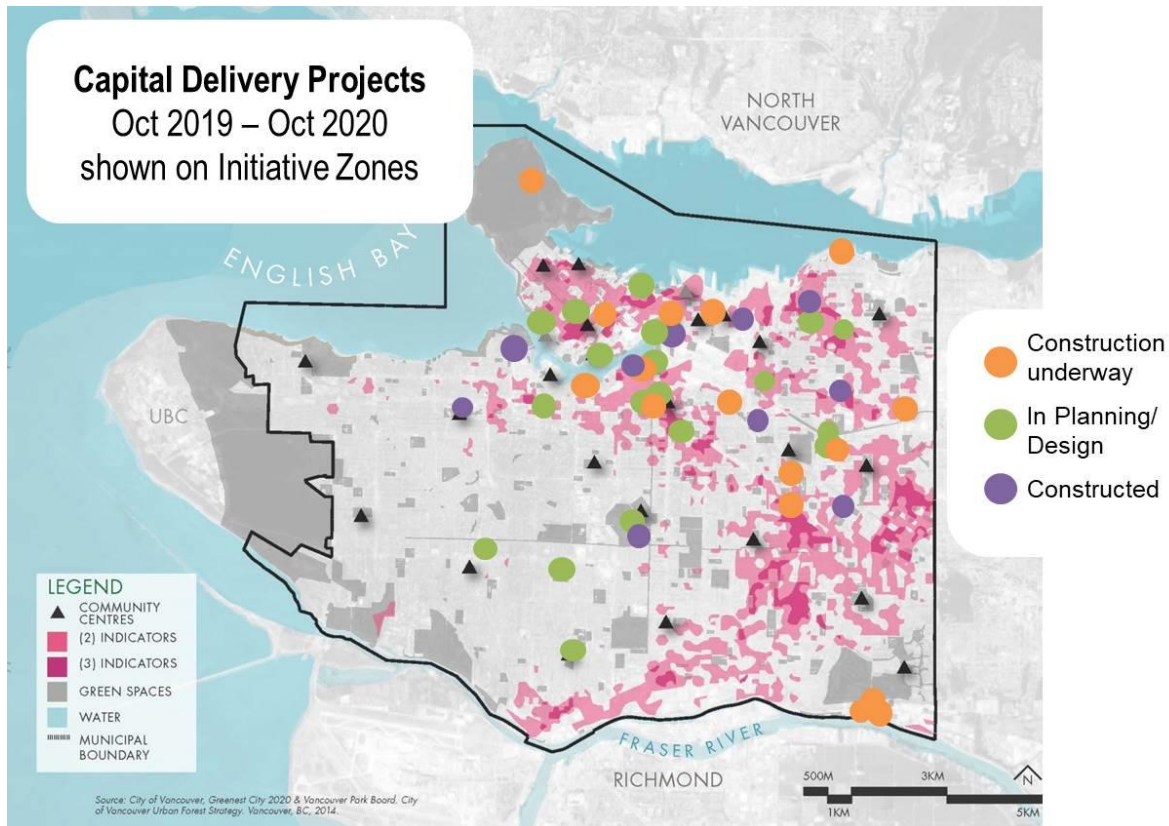 Capital Delivery Projects
Oct 2019 – Oct 2020
shown on Initiative Zones
NORTH
VANCOUVER
ENGLISH BAY
UBC
Construction
underway
In Planning/
Design
Constructed
LEGEND
COMMUNITY
CENTRES
(2) INDICATORS
(3) INDICATORS
GREEN SPACES
WATER
MUNICIPAL
BOUNDARY
FRASER RIVER
RICHMOND
500M
3KM
N
1KM
5KM
Source: City of Vancouver, Greenest City 2020 & Vancouver Park Board. City
of Vancouver Urban Forest Strategy. Vancouver, BC, 2014.